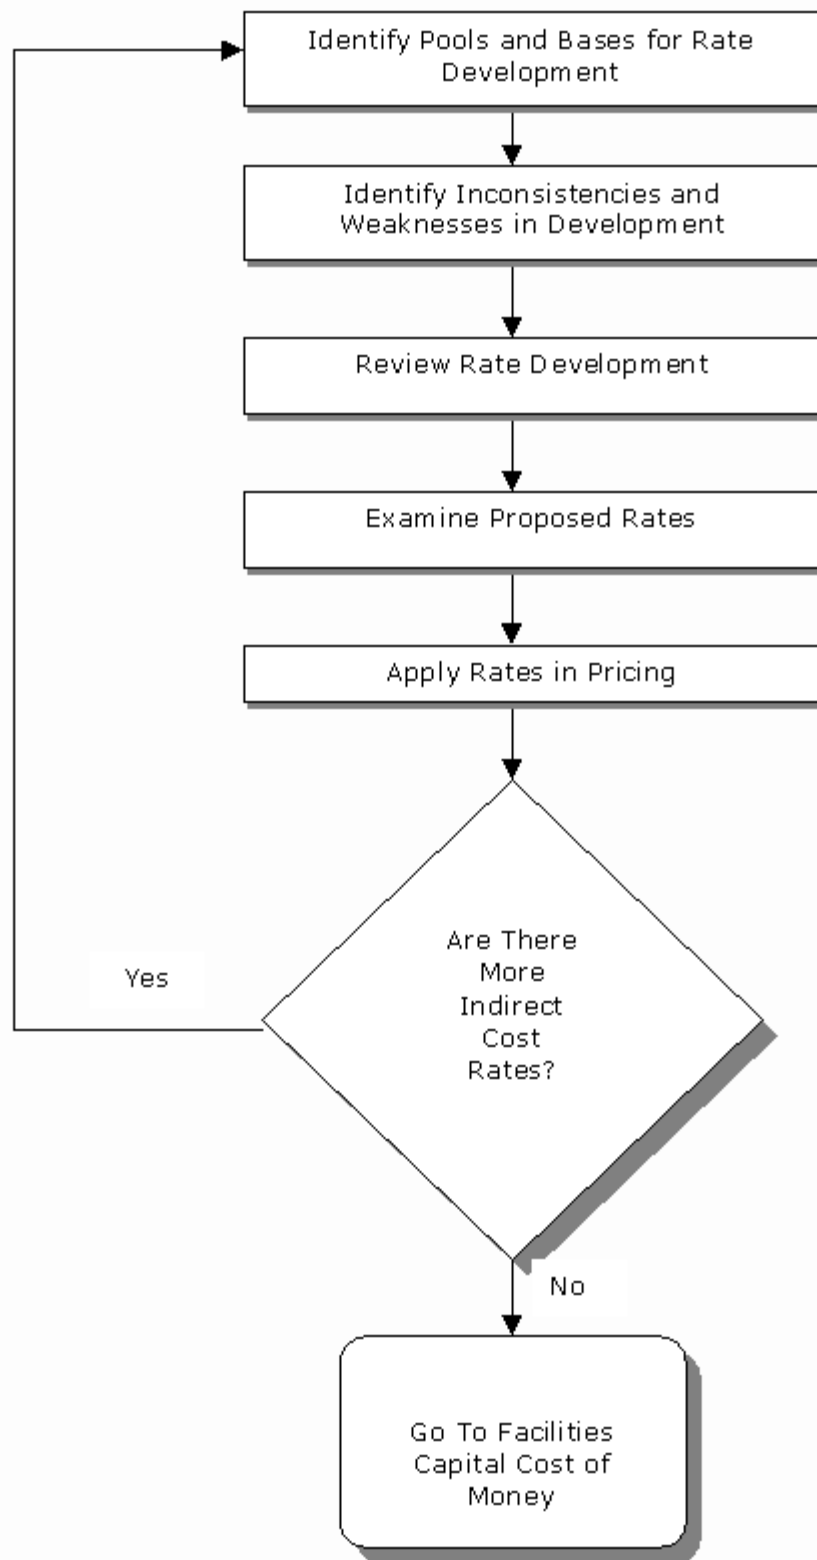 Identify Pools and Bases for Rate
Development
Identify Inconsistencies and
Weaknesses in Development
Review Rate Development
Examine Proposed Rates
Apply Rates in Pricing
Are There
More
Indirect
Cost
Rates?
Yes
No
Go To Facilities
Capital Cost of
Money